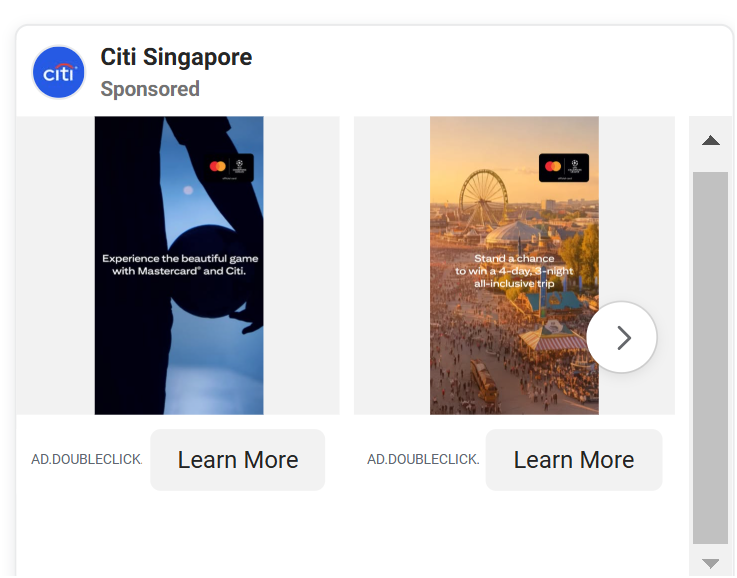 citi
Citi Singapore
Sponsored
Experience the beautiful game
with Mastercard® and Citi.
Stand a chance
to win a 4-day, 3-night
all-inclusive trip
AD.DOUBLECLICK.
Learn More
AD.DOUBLECLICK.
Learn More